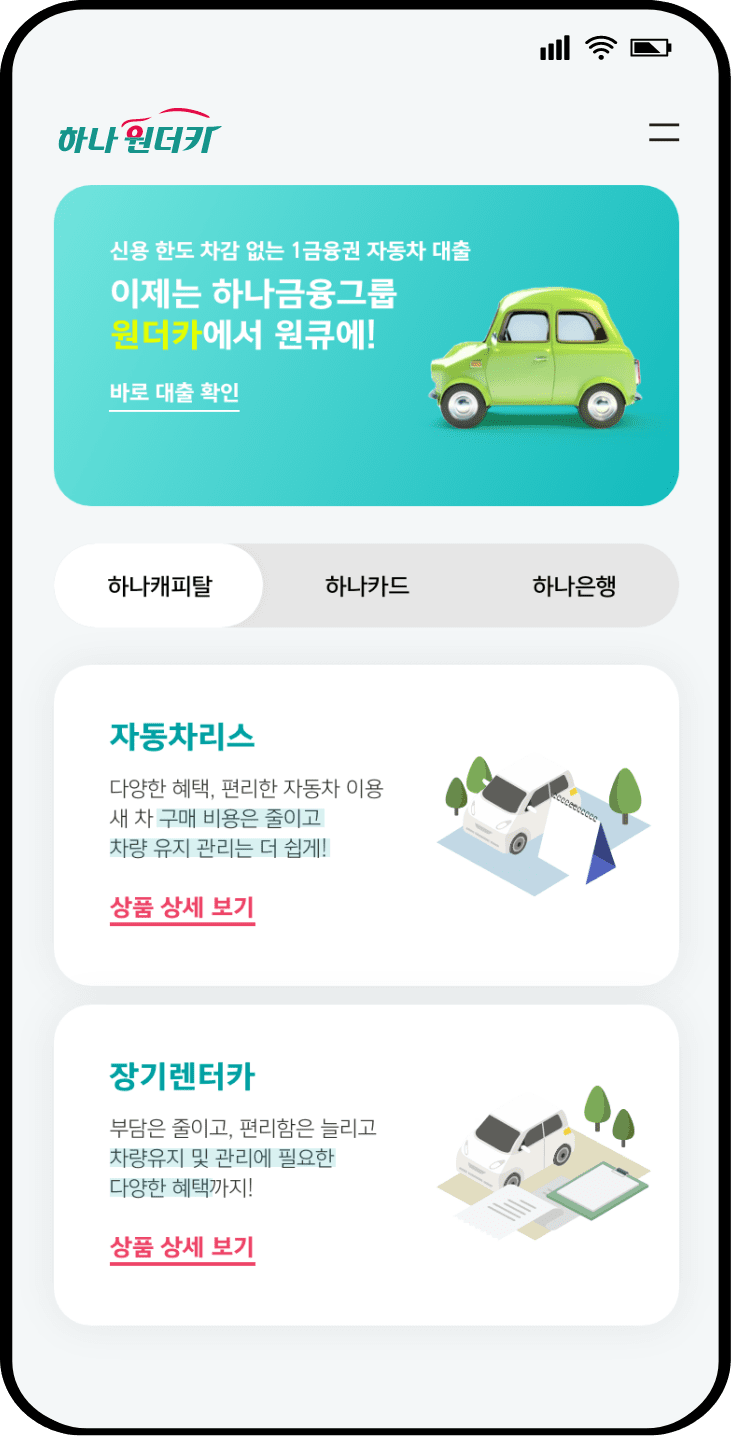 하나 원더카
신용 한도 차감 없는 1금융권 자동차 대출
이제는 하나금융그룹
원더카에서 원큐에!
바로 대출 확인
하나캐피탈
하나카드
하나은행
자동차리스
다양한 혜택, 편리한 자동차 이용
새 차 구매 비용은 줄이고
차량 유지 관리는 더 쉽게!
상품 상세 보기
장기렌터카
부담은 줄이고, 편리함은 늘리고
차량유지 및 관리에 필요한
다양한 혜택까지!
상품 상세 보기